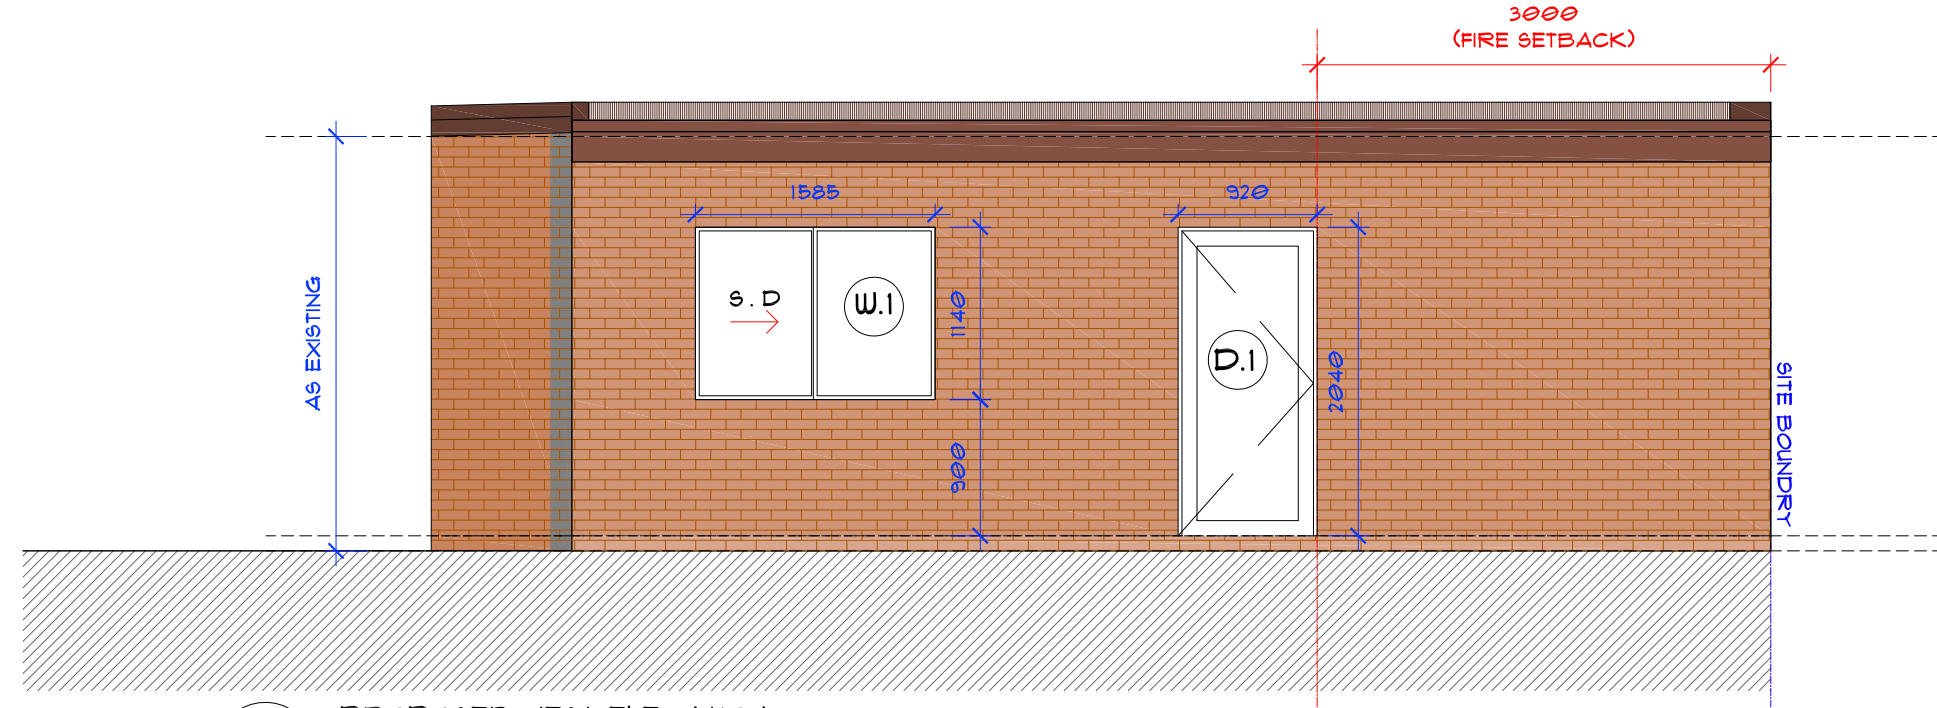 3000
(FIRE SETBACK)
1585
920
AS EXISTING
S.D
W.1
1140
900
D.1
2040
SITE BOUNDRY